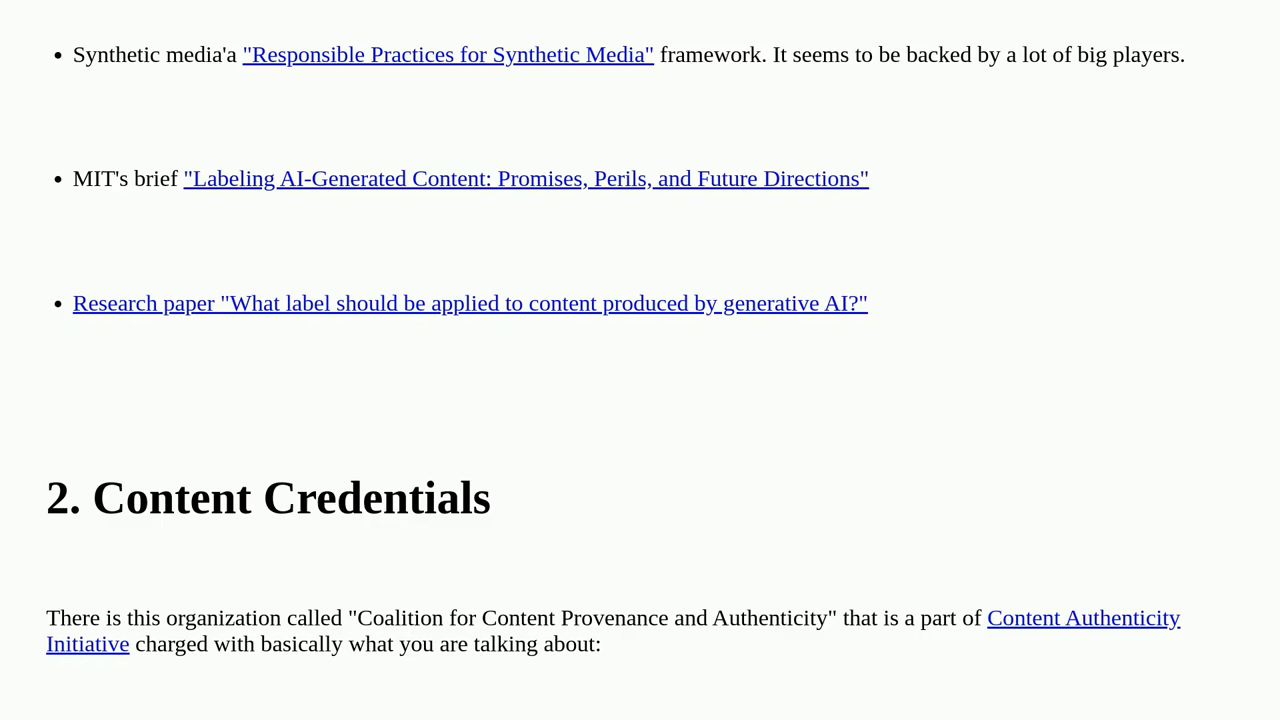 • Synthetic media'a "Responsible Practices for Synthetic Media" framework. It seems to be backed by a lot of big players.
• MIT's brief "Labeling AI-Generated Content: Promises, Perils, and Future Directions"
• Research paper "What label should be applied to content produced by generative AI?"
2. Content Credentials
There is this organization called "Coalition for Content Provenance and Authenticity" that is a part of Content Authenticity
Initiative charged with basically what you are talking about: